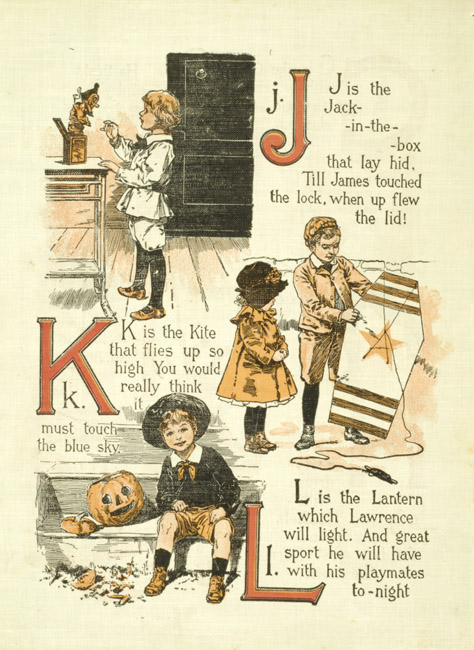 j. J J is the
Jack-
-in-the-
-box
that lay hid,
Till James touched
the lock, when up flew
the lid!
K k. K is the Kite
that flies up so
high You would
really think
it
must touch
the blue sky.
L l. L is the Lantern
which Lawrence
will light. And great
sport he will have
with his playmates
to-night